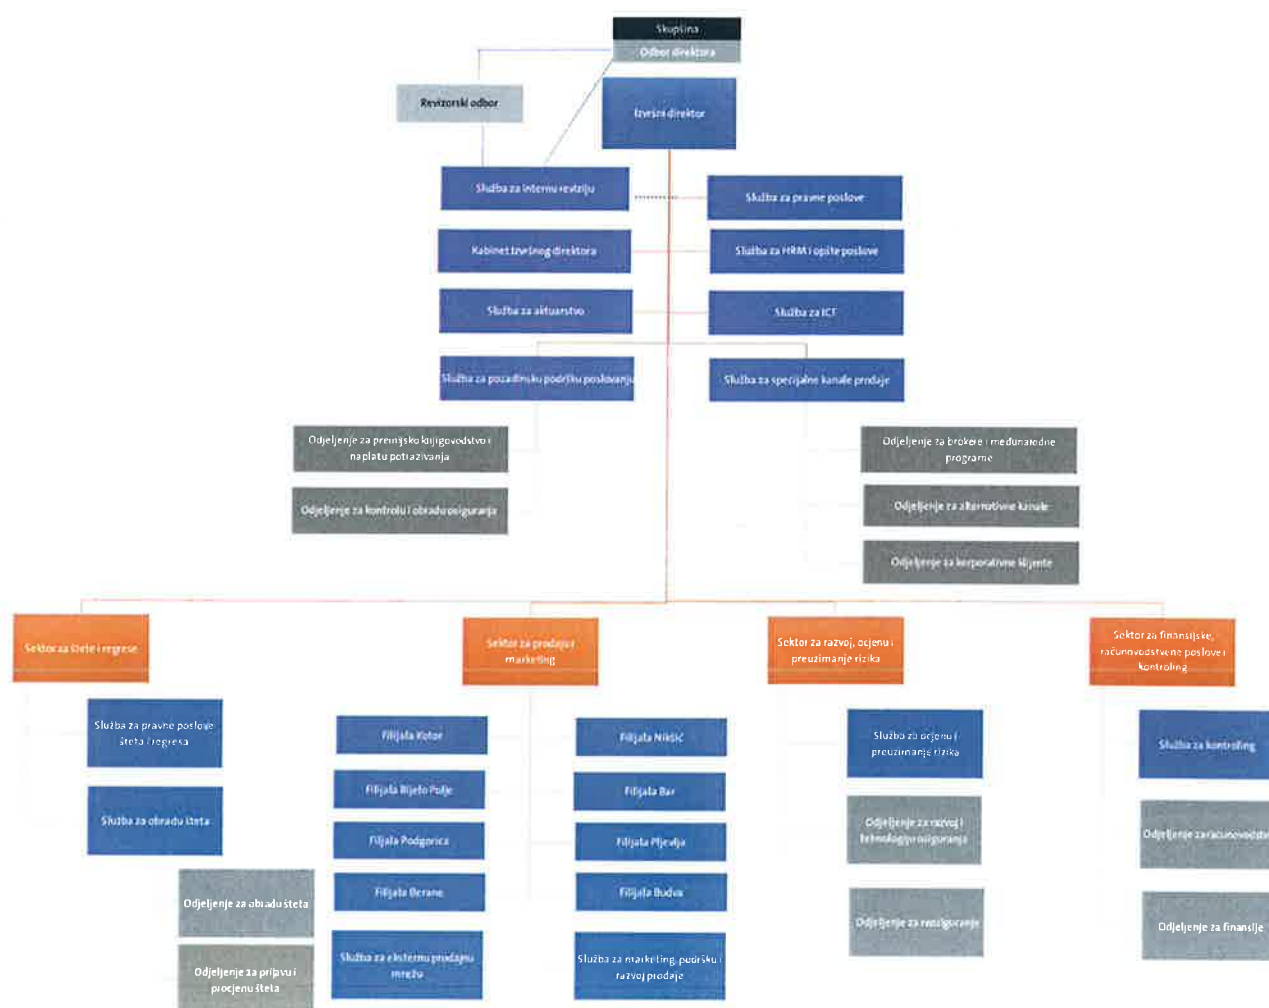 Skupština
Odbor direktora
Revizorski odbor
Izvršni direktor
Služba za internu reviziju
Služba za pravne poslove
Kabinet Izvršnog direktora
Služba za HRM i opšte poslove
Služba za aktuarstvo
Služba za ICT
Služba za pozadinsku podršku poslovanju
Služba za specijalne kanale prodaje
Odjeljenje za premijsko knjigovodstvo i
naplatu potraživanja
Odjeljenje za brokere i međunarodne
programe
Odjeljenje za kontrolu i obradu osiguranja
Odjeljenje za alternativne kanale
Odjeljenje za korporativne klijente
Sektor za štete i regrese
Sektor za prodaju i
marketing
Sektor za razvoj, ocjenu i
preuzimanje rizika
Sektor za finansijske,
računovodstvene poslove i
kontroling
Služba za pravne poslove
šteta i regresa
Filijala Kotor
Filijala Nikšić
Služba za ocjenu i
preuzimanje rizika
Služba za kontroling
Filijala Bijelo Polje
Filijala Bar
Služba za obradu šteta
Filijala Podgorica
Filijala Pljevlja
Odjeljenje za razvoj i
tehnologiju osiguranja
Odjeljenje za računovodstvo
Odjeljenje za obradu šteta
Filijala Berane
Filijala Budva
Odjeljenje za reosiguranje
Odjeljenje za finansije
Odjeljenje za prijavu i
procjenu šteta
Služba za eksternu prodajnu
mrežu
Služba za marketing, podršku i
razvoj prodaje